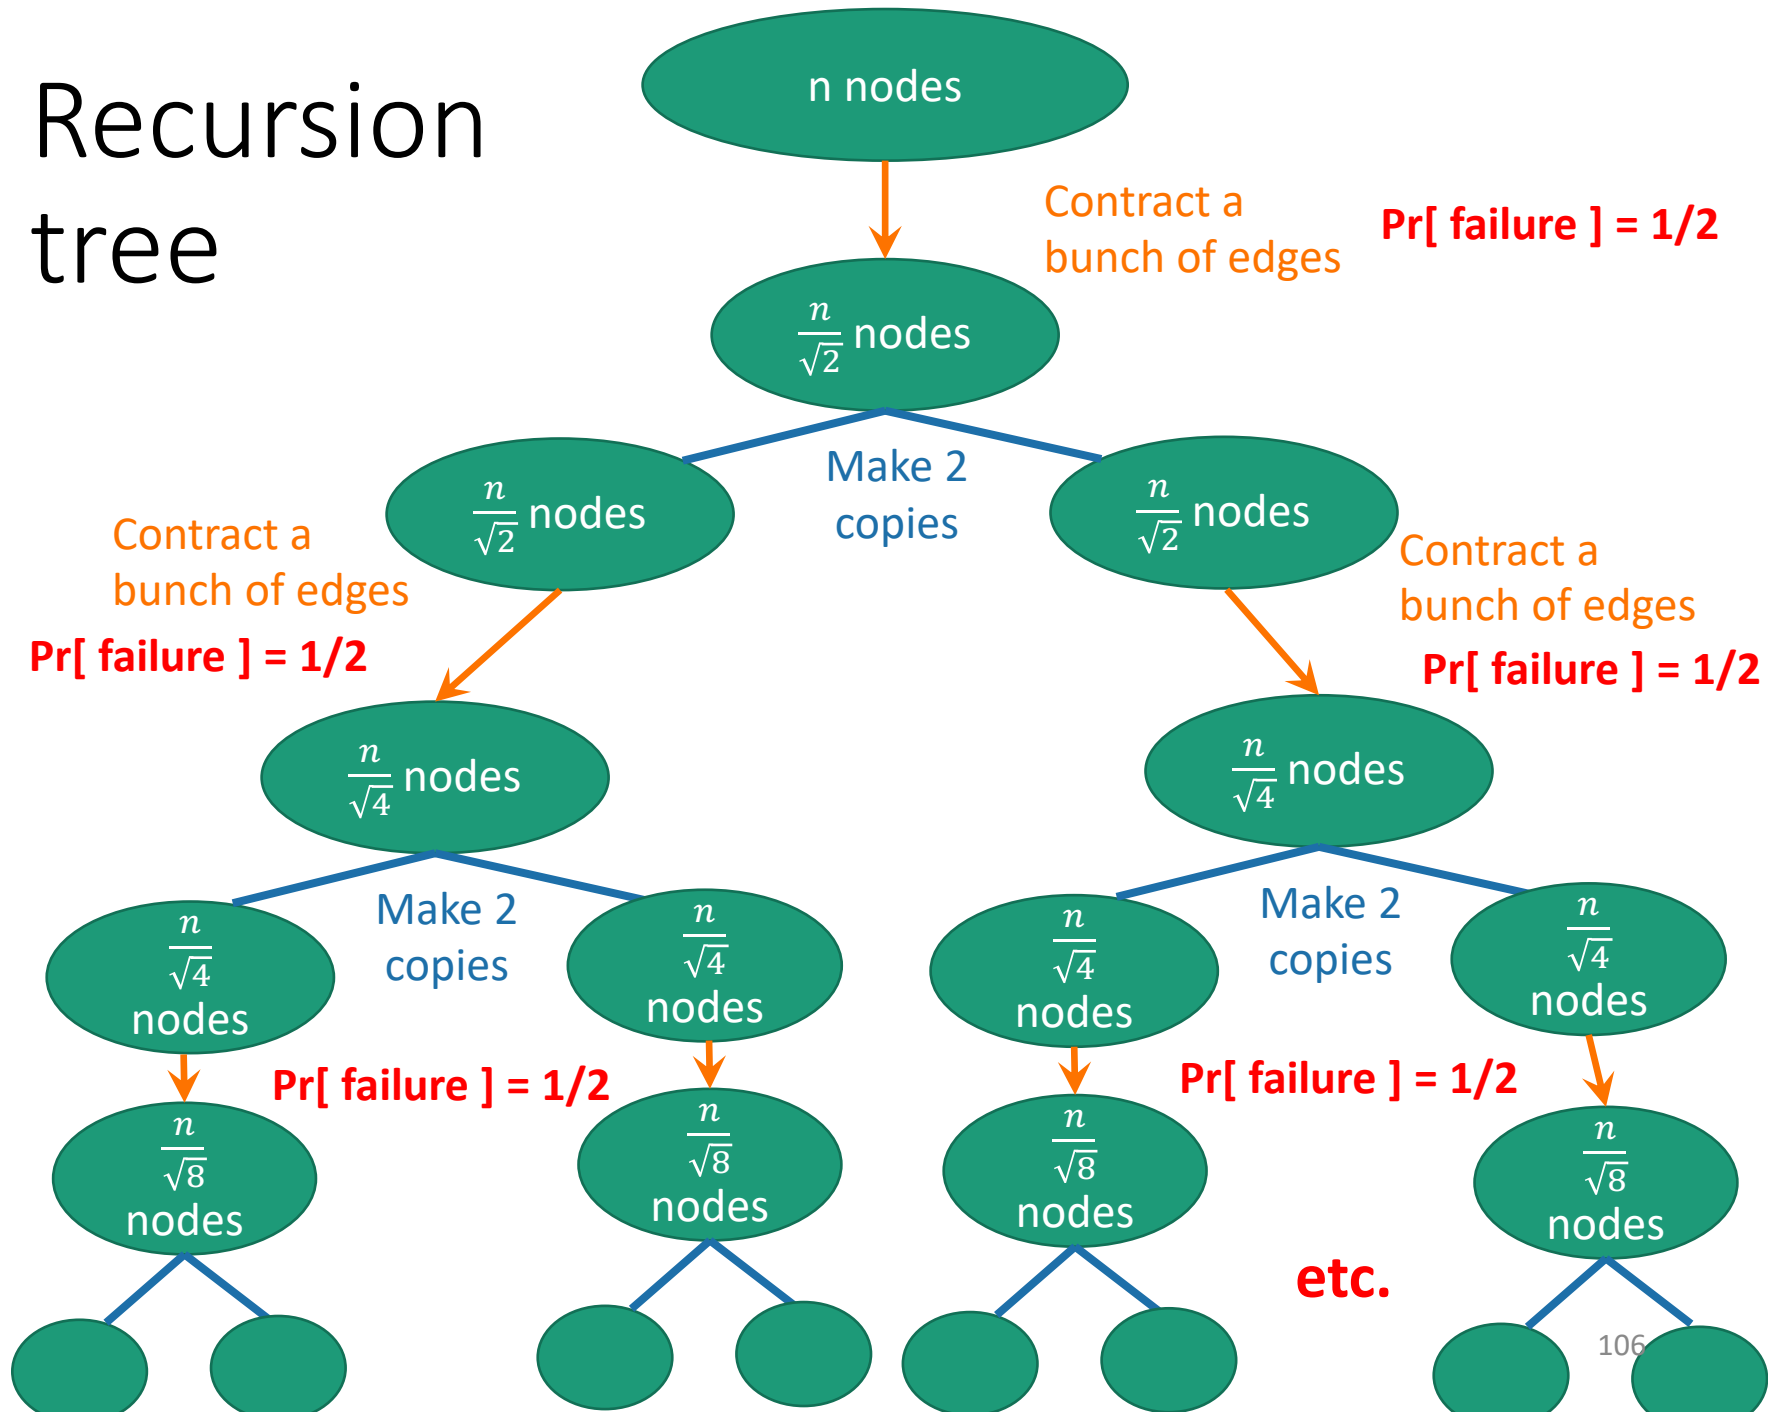 Recursion
tree
n nodes
Contract a
bunch of edges
Pr[ failure ] = 1/2
n/√2 nodes
Make 2
copies
n/√2 nodes
n/√2 nodes
Contract a
bunch of edges
Pr[ failure ] = 1/2
Contract a
bunch of edges
Pr[ failure ] = 1/2
n/√4 nodes
n/√4 nodes
Make 2
copies
Make 2
copies
n/√4
nodes
n/√4
nodes
n/√4
nodes
n/√4
nodes
Pr[ failure ] = 1/2
Pr[ failure ] = 1/2
n/√8
nodes
n/√8
nodes
n/√8
nodes
n/√8
nodes
etc.
106